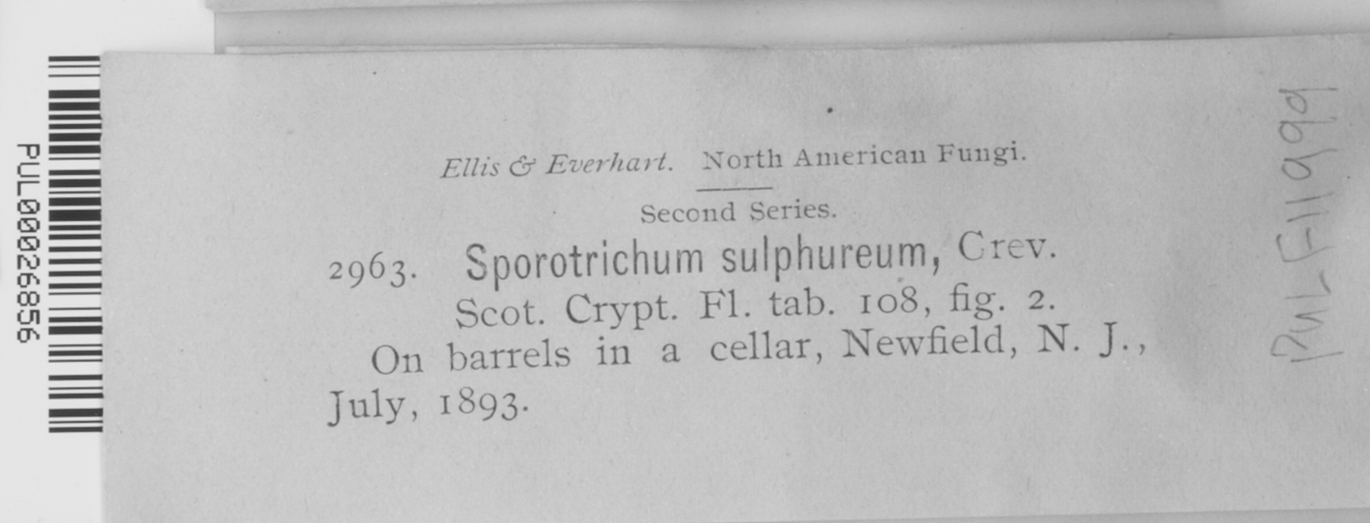 Ellis & Everhart. North American Fungi.
Second Series.
2963. Sporotrichum sulphureum, Grev.
Scot. Crypt. Fl. tab. 108, fig. 2.
On barrels in a cellar, Newfield, N. J.,
July, 1893.
PUL00026856
PUL F11999